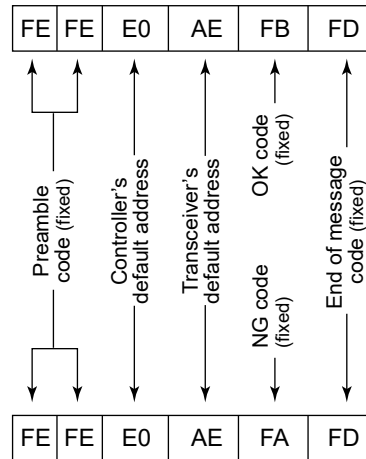 FE FE E0 AE FB FD
Preamble
code (fixed)
Controller's
default address
Transceiver's
default address
OK code
(fixed)
NG code
(fixed)
End of message
code (fixed)
FE FE E0 AE FA FD